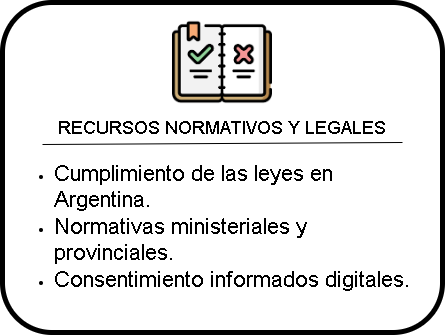 RECURSOS NORMATIVOS Y LEGALES
• Cumplimiento de las leyes en
Argentina.
• Normativas ministeriales y
provinciales.
• Consentimiento informados digitales.